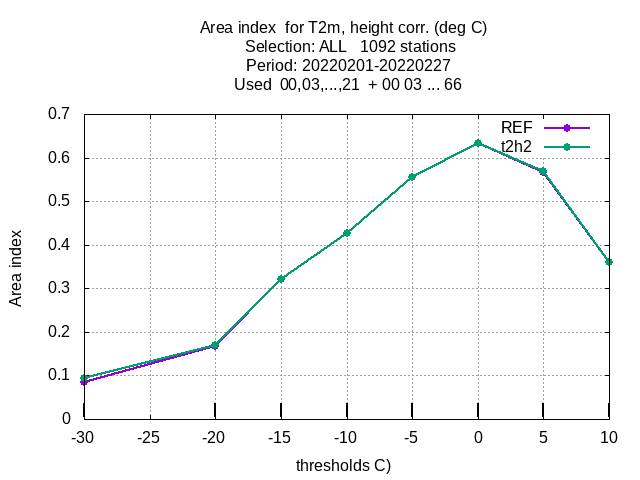 Area index  for T2m, height corr. (deg C)
Selection: ALL   1092 stations
Period: 20220201-20220227
Used  00,03,...,21  + 00 03 ... 66
REF
t2h2
0.7
0.6
0.5
0.4
0.3
0.2
0.1
0
Area index
-30 -25 -20 -15 -10 -5 0 5 10
thresholds C)